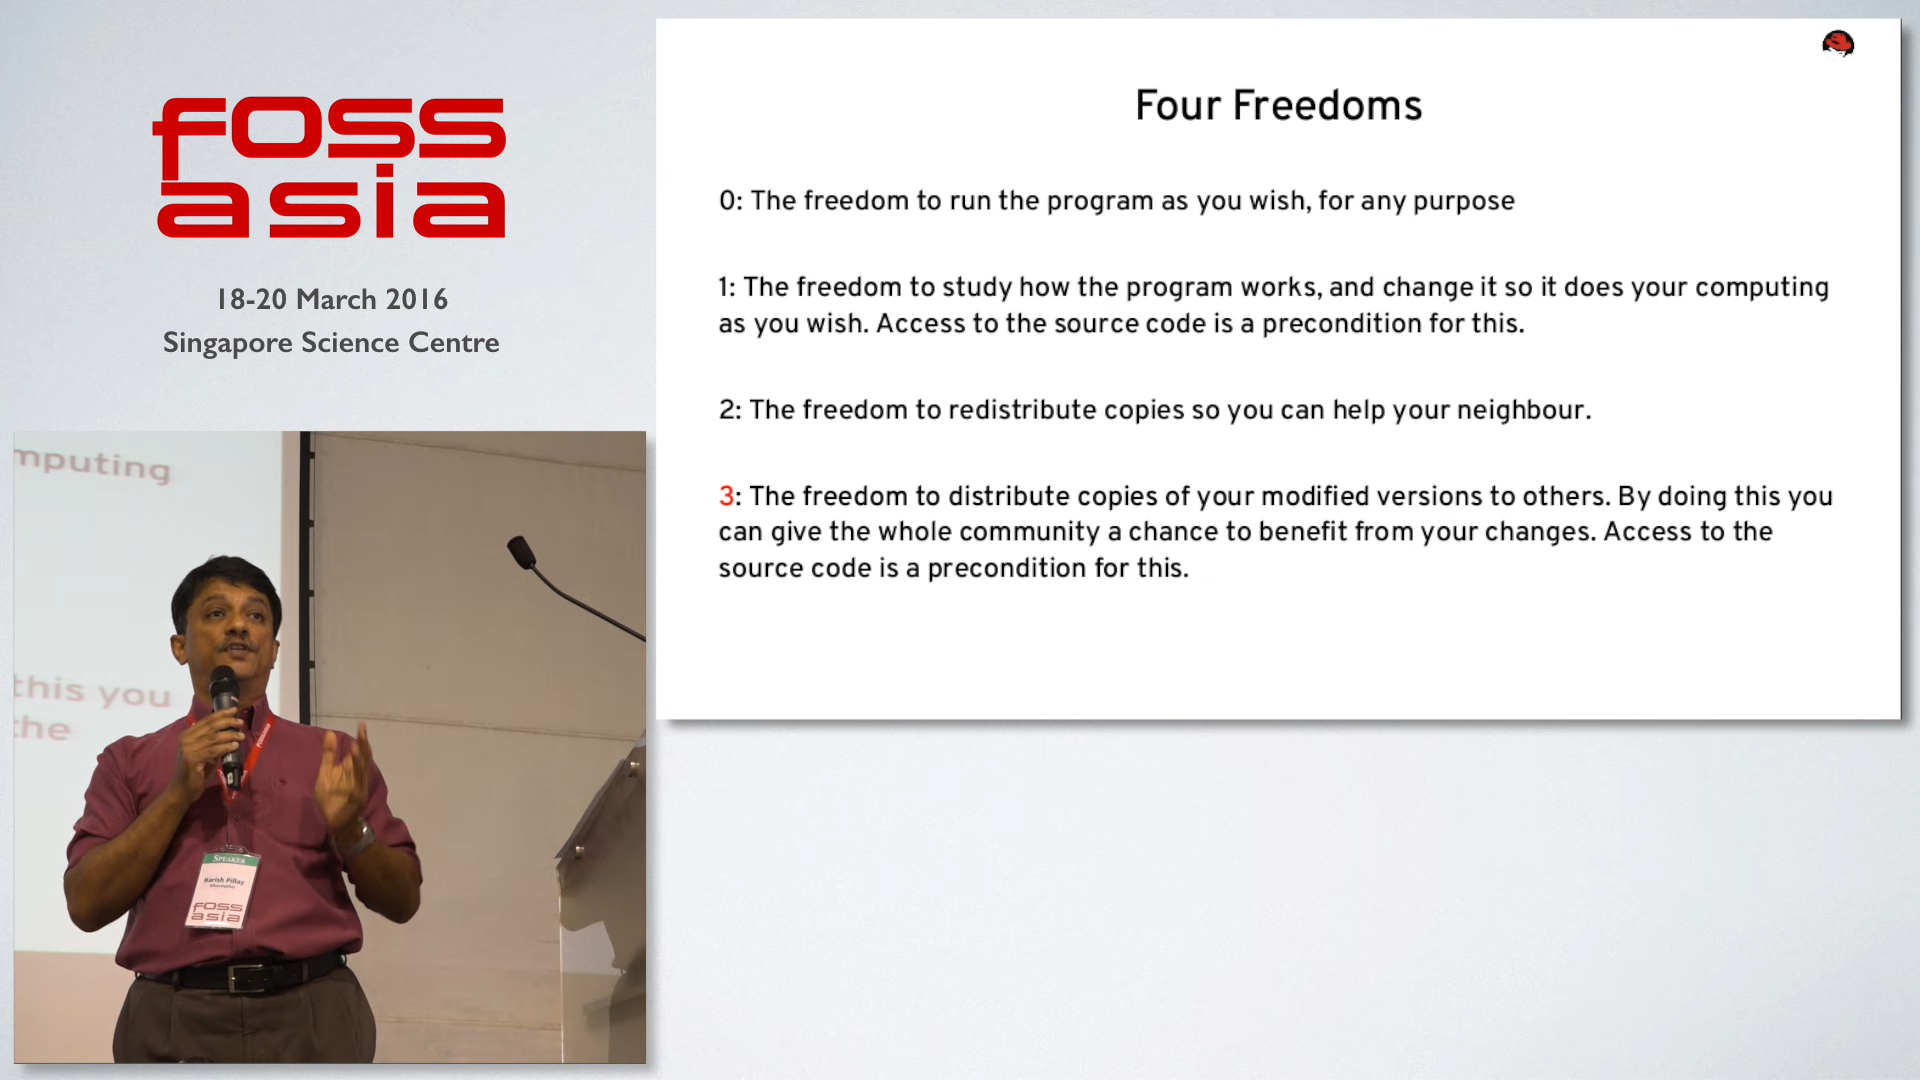 foss
asia
18-20 March 2016
Singapore Science Centre
Four Freedoms
0: The freedom to run the program as you wish, for any purpose
1: The freedom to study how the program works, and change it so it does your computing
as you wish. Access to the source code is a precondition for this.
2: The freedom to redistribute copies so you can help your neighbour.
3: The freedom to distribute copies of your modified versions to others. By doing this you
can give the whole community a chance to benefit from your changes. Access to the
source code is a precondition for this.
mputing
this you
the
SPEAKER
Harish Pillay
foss
asia